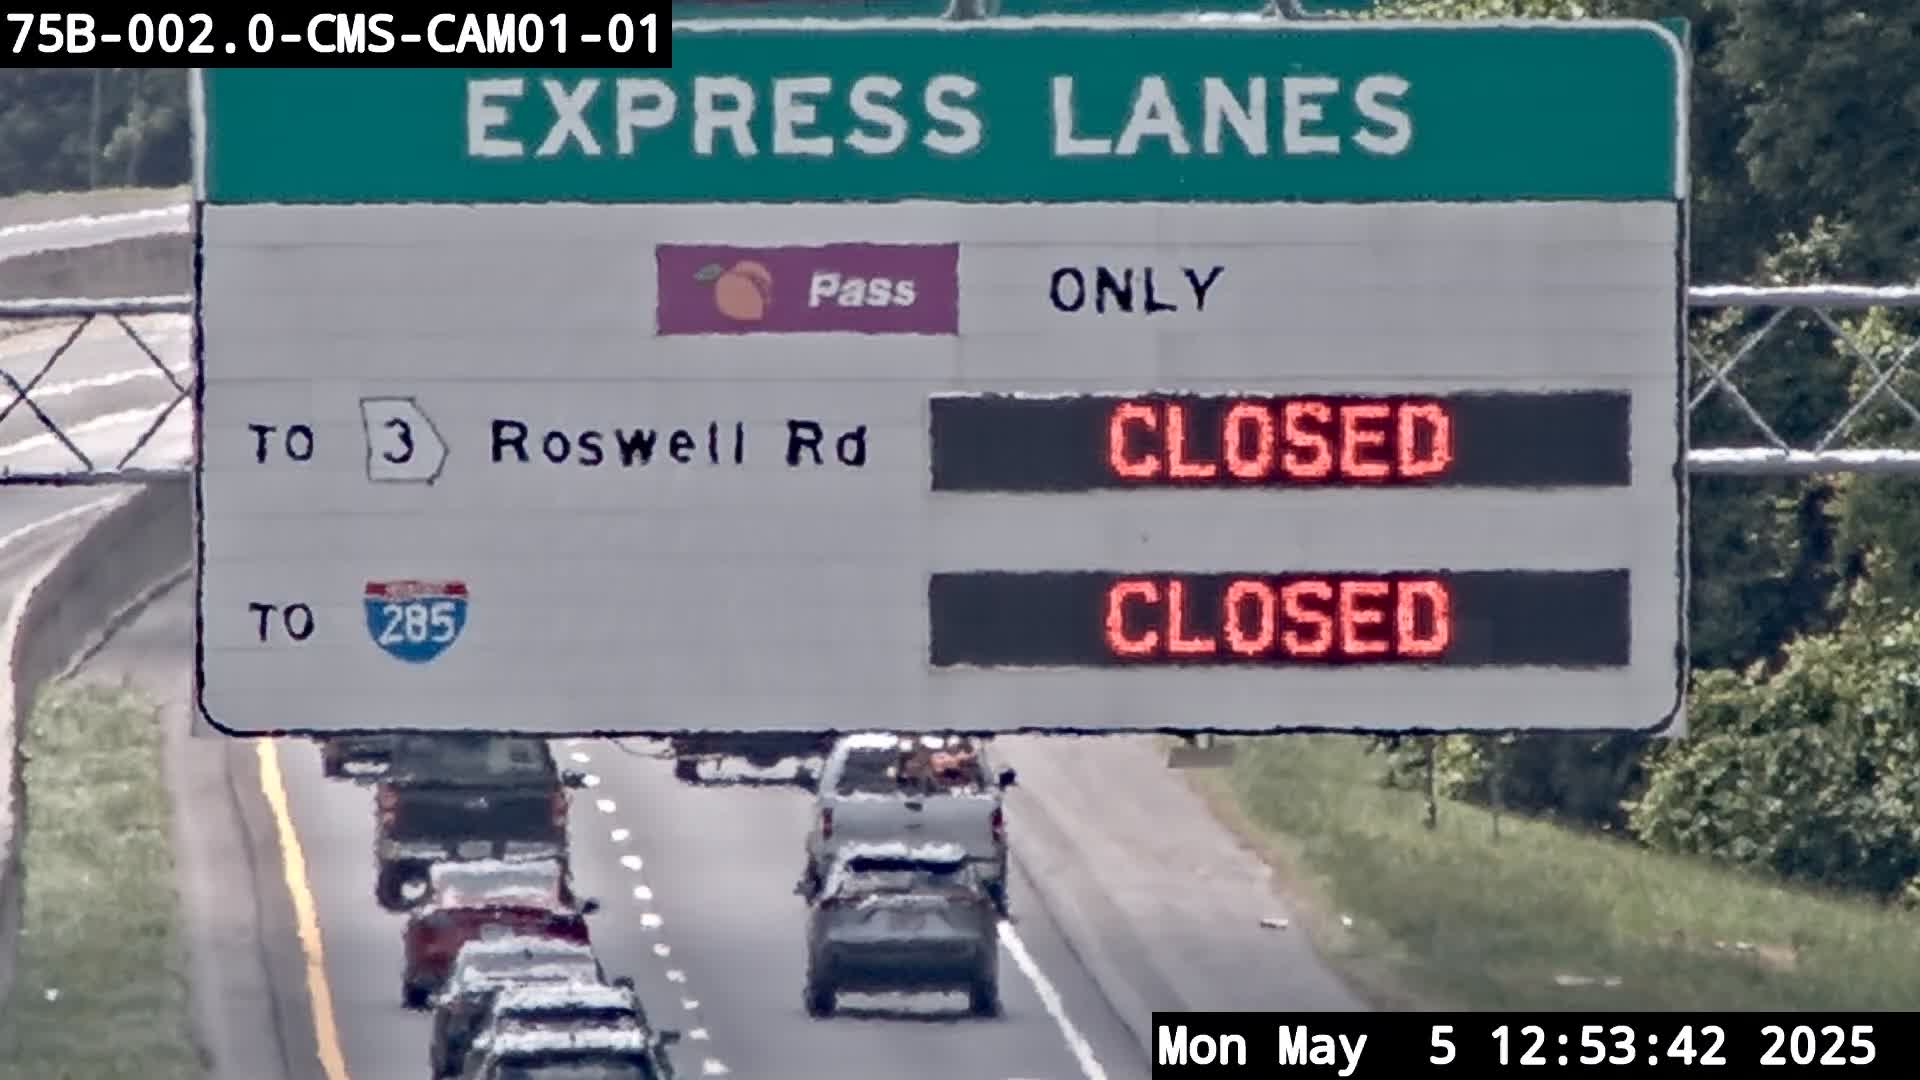 75B-002.0-CMS-CAM01-01
EXPRESS LANES
Pass ONLY
TO 3 Roswell Rd CLOSED
TO 285 CLOSED
Mon May 5 12:53:42 2025